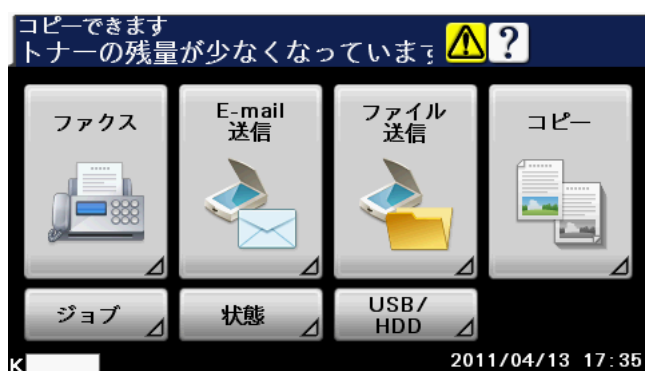 コピーできます
トナーの残量が少なくなっています
ファクス
E-mail
送信
ファイル
送信
コピー
ジョブ
状態
USB/
HDD
K
2011/04/13 17:35